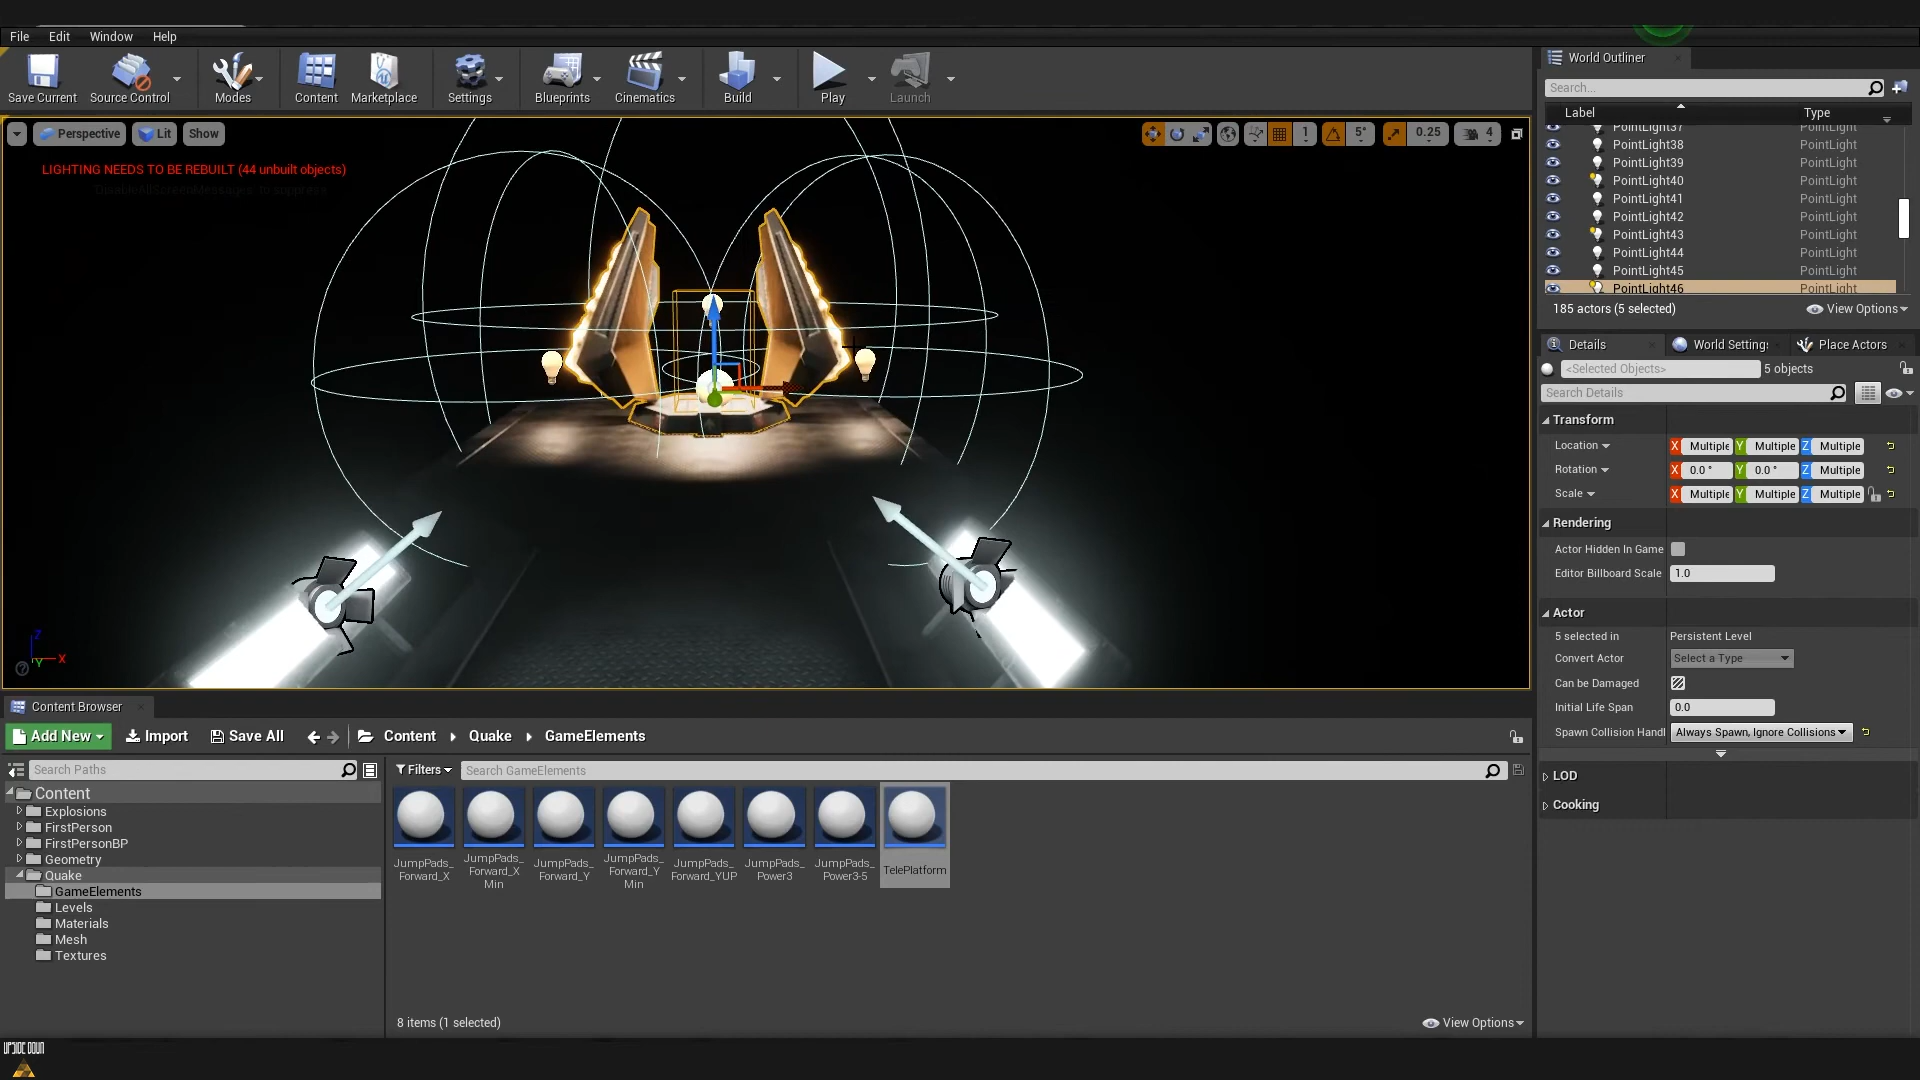 File Edit Window Help
Save Current Source Control Modes Content Marketplace Settings Blueprints Cinematics Build Play Launch
Perspective Lit Show 1 5° 0.25 4
LIGHTING NEEDS TO BE REBUILT (44 unbuilt objects)
'DisableAllScreenMessages' to suppress
Z
X
Y
World Outliner
Search...
Label Type
PointLight37 PointLight
PointLight38 PointLight
PointLight39 PointLight
PointLight40 PointLight
PointLight41 PointLight
PointLight42 PointLight
PointLight43 PointLight
PointLight44 PointLight
PointLight45 PointLight
PointLight46 PointLight
185 actors (5 selected) View Options
Details World Settings Place Actors
<Selected Objects> 5 objects
Search Details
Transform
Location X Multiple Y Multiple Z Multiple
Rotation X 0.0 ° Y 0.0 ° Z Multiple
Scale X Multiple Y Multiple Z Multiple
Rendering
Actor Hidden In Game
Editor Billboard Scale 1.0
Actor
5 selected in Persistent Level
Convert Actor Select a Type
Can be Damaged
Initial Life Span 0.0
Spawn Collision Handl Always Spawn, Ignore Collisions
LOD
Cooking
Content Browser
Add New Import Save All Content Quake GameElements
Search Paths
Filters Search GameElements
Content
Explosions
FirstPerson
FirstPersonBP
Geometry
Quake
GameElements
Levels
Materials
Mesh
Textures
JumpPads_
Forward_X
JumpPads_
Forward_X
Min
JumpPads_
Forward_Y
JumpPads_
Forward_Y
Min
JumpPads_
Forward_YUP
JumpPads_
Power3
JumpPads_
Power3-5
TelePlatform
8 items (1 selected) View Options
UPSIDE DOWN